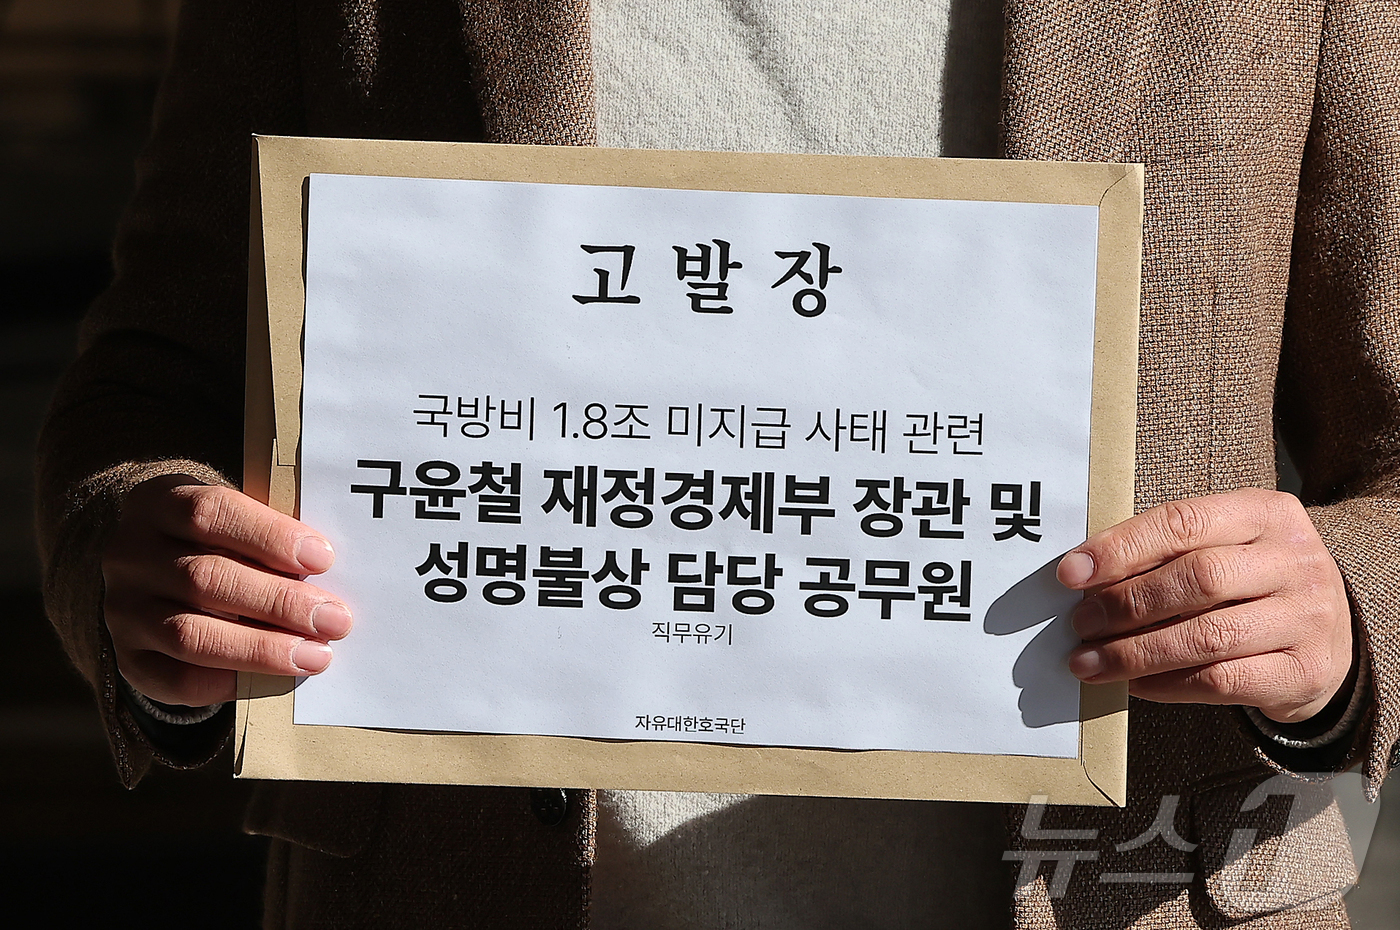 고 발 장
국방비 1.8조 미지급 사태 관련
구윤철 재정경제부 장관 및
성명불상 담당 공무원
직무유기
자유대한호국단
뉴스1